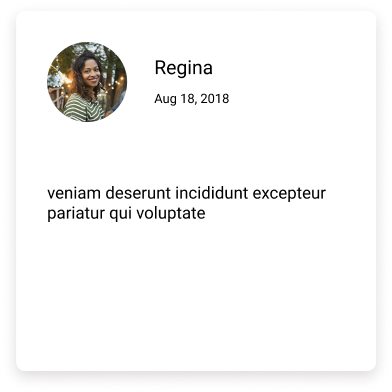 Regina
Aug 18, 2018
veniam deserunt incididunt excepteur
pariatur qui voluptate